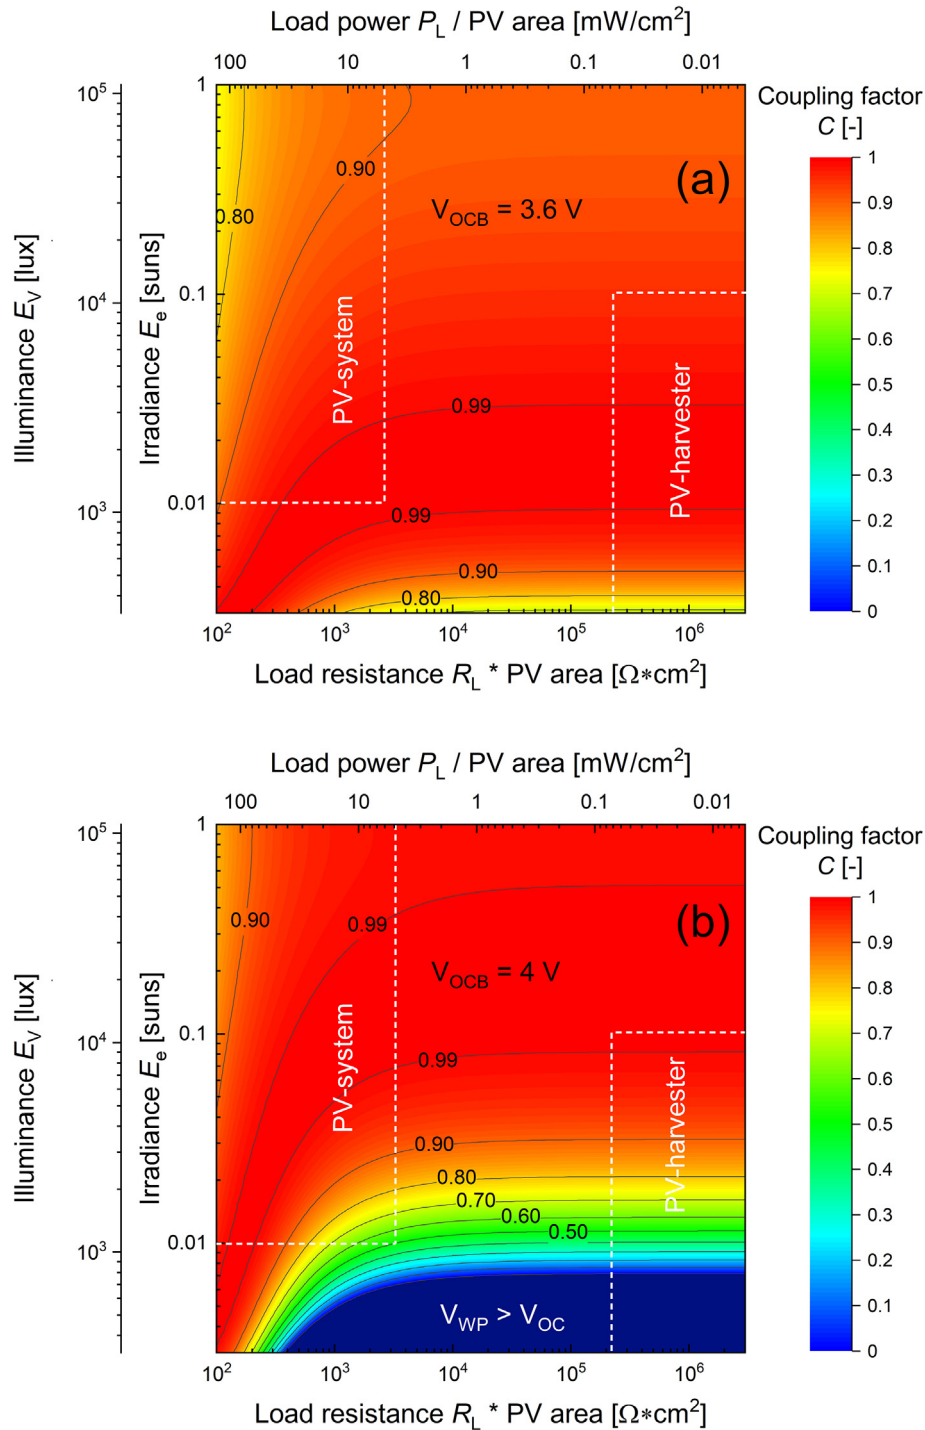 Load power P_L / PV area [mW/cm²]
100 10 1 0.1 0.01
Illuminance E_V [lux]
10⁵
10⁴
10³
Irradiance E_e [suns]
1
0.1
0.01
0.80
0.90
(a)
V_OCB = 3.6 V
PV-system
PV-harvester
0.99
0.99
0.90
0.80
10² 10³ 10⁴ 10⁵ 10⁶
Load resistance R_L * PV area [Ω*cm²]
Coupling factor
C [-]
1
0.9
0.8
0.7
0.6
0.5
0.4
0.3
0.2
0.1
0
Load power P_L / PV area [mW/cm²]
100 10 1 0.1 0.01
Illuminance E_V [lux]
10⁵
10⁴
10³
Irradiance E_e [suns]
1
0.1
0.01
0.90
0.99
(b)
V_OCB = 4 V
PV-system
PV-harvester
0.99
0.90
0.80
0.70
0.60
0.50
V_WP > V_OC
10² 10³ 10⁴ 10⁵ 10⁶
Load resistance R_L * PV area [Ω*cm²]
Coupling factor
C [-]
1
0.9
0.8
0.7
0.6
0.5
0.4
0.3
0.2
0.1
0